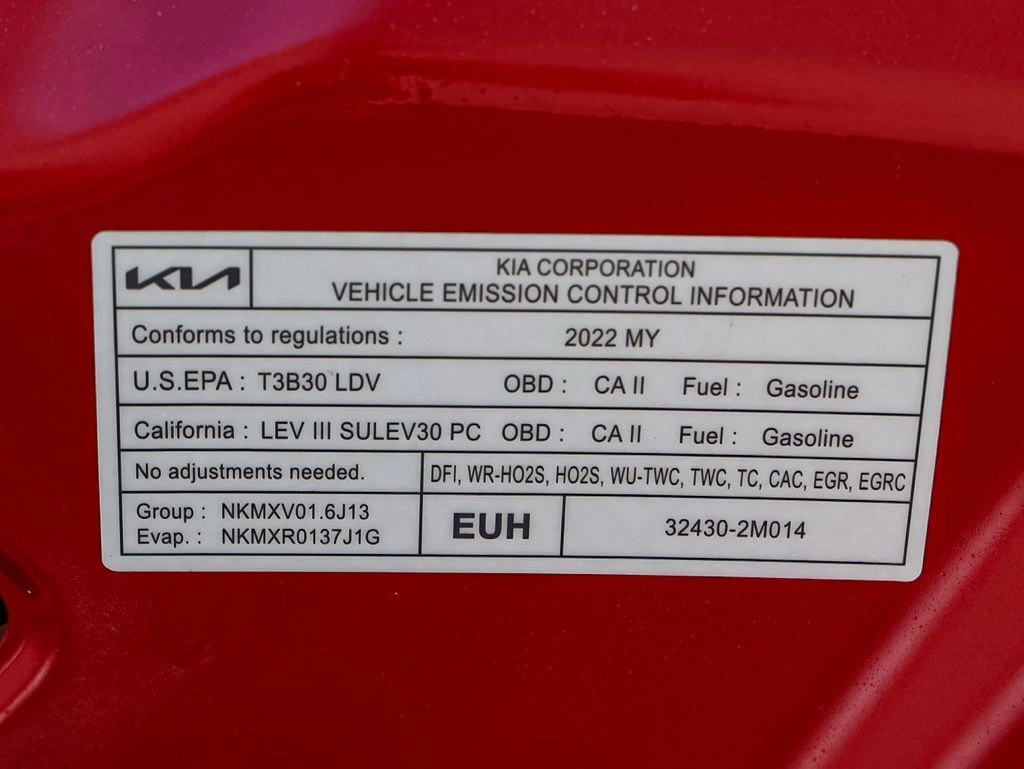 KIA
KIA CORPORATION
VEHICLE EMISSION CONTROL INFORMATION
Conforms to regulations : 2022 MY
U.S.EPA : T3B30 LDV OBD : CA II Fuel : Gasoline
California : LEV III SULEV30 PC OBD : CA II Fuel : Gasoline
No adjustments needed. DFI, WR-HO2S, HO2S, WU-TWC, TWC, TC, CAC, EGR, EGRC
Group : NKMXV01.6J13
Evap. : NKMXR0137J1G
EUH
32430-2M014